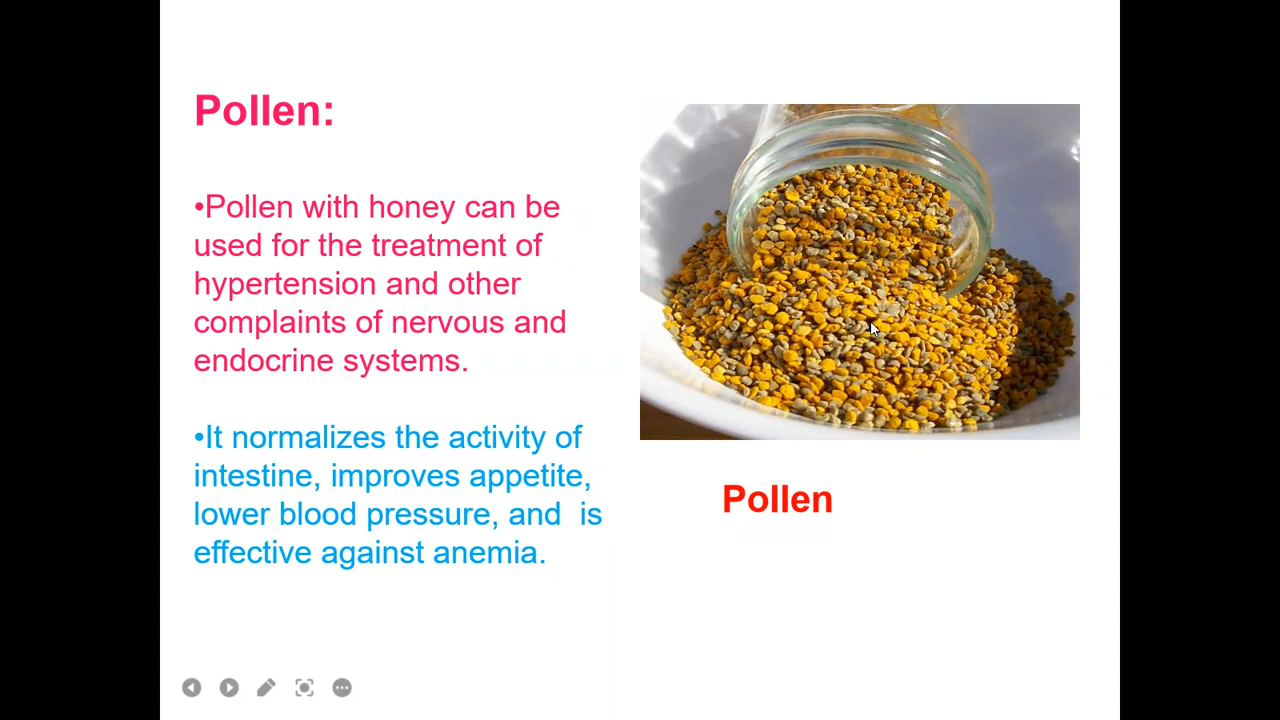 Pollen:
•Pollen with honey can be
used for the treatment of
hypertension and other
complaints of nervous and
endocrine systems.
•It normalizes the activity of
intestine, improves appetite,
lower blood pressure, and  is
effective against anemia.
Pollen